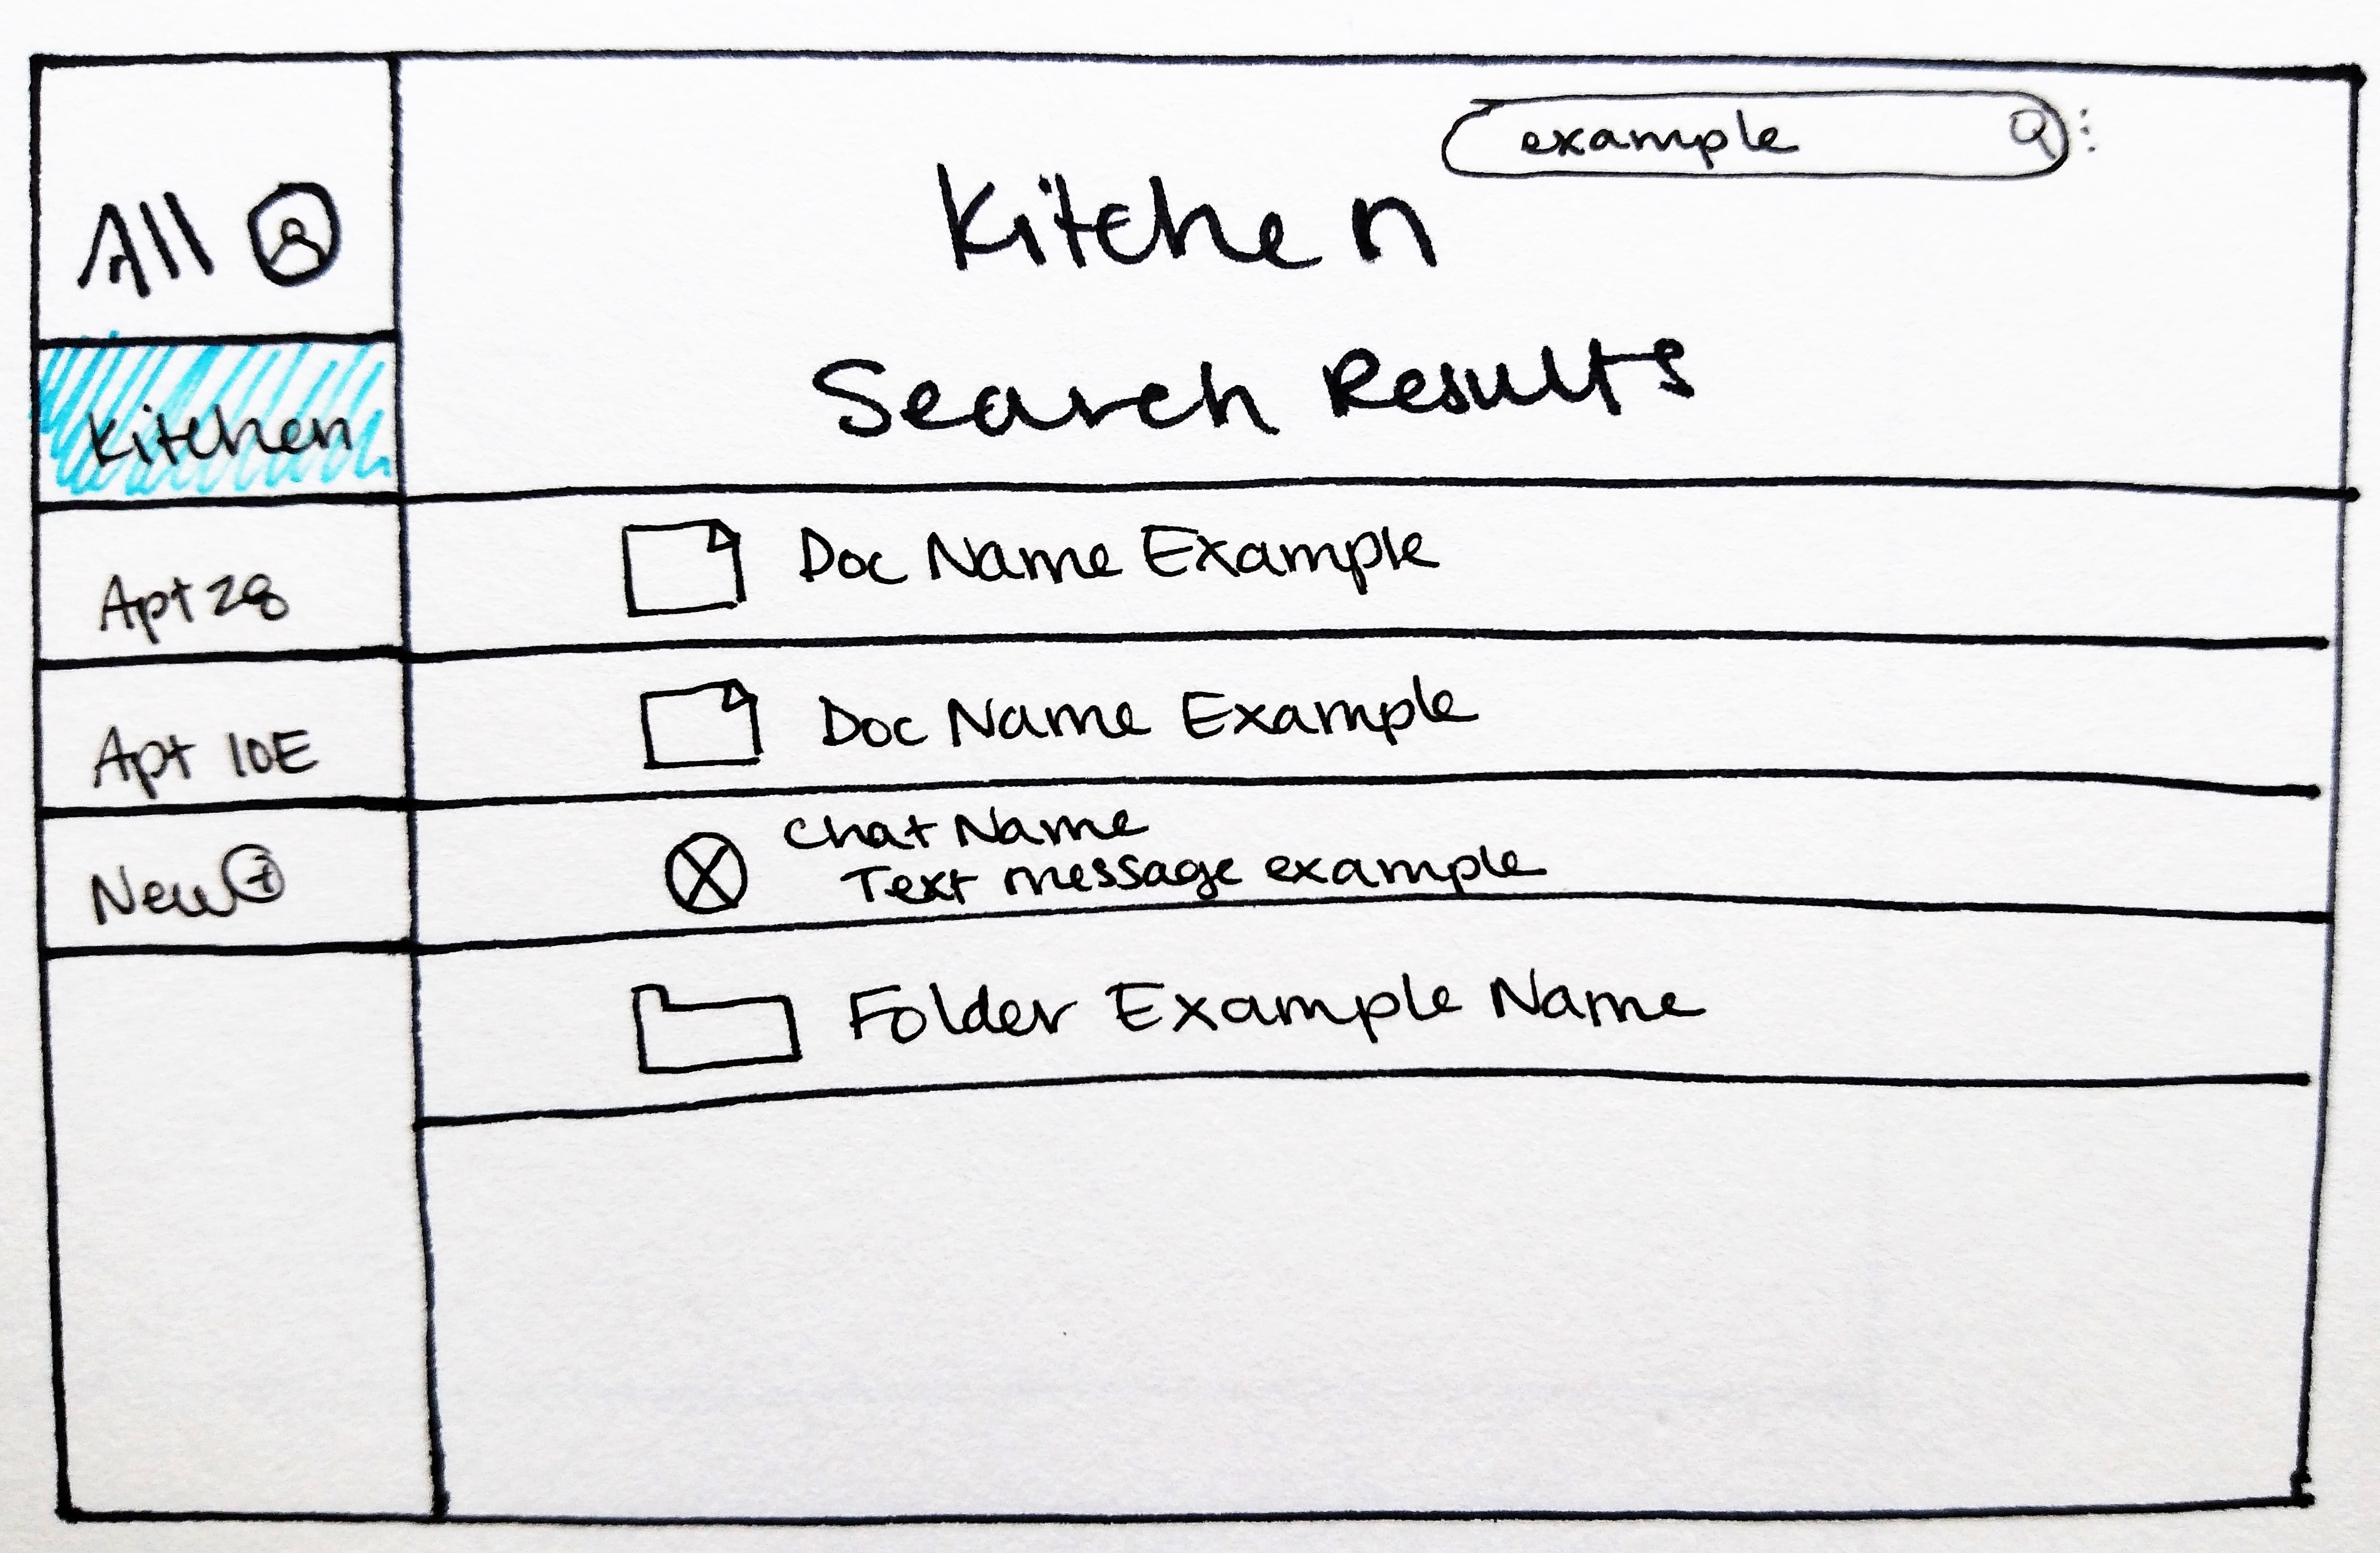 All
Kitchen
Apt 28
Apt 10E
New
example
Kitchen
Search Results
Doc Name Example
Doc Name Example
Chat Name
Text message example
Folder Example Name